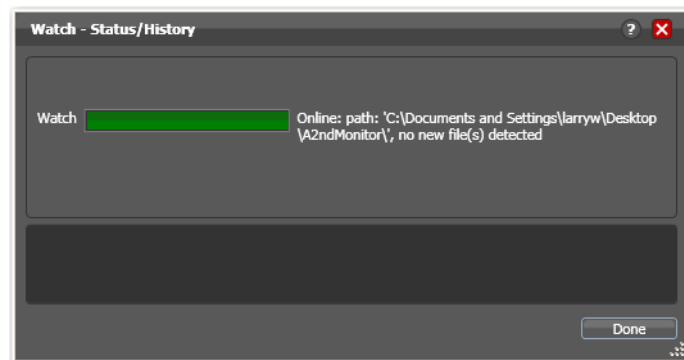 Watch - Status/History
?
Watch
Online: path: 'C:\Documents and Settings\larryw\Desktop
\A2ndMonitor\', no new file(s) detected
Done